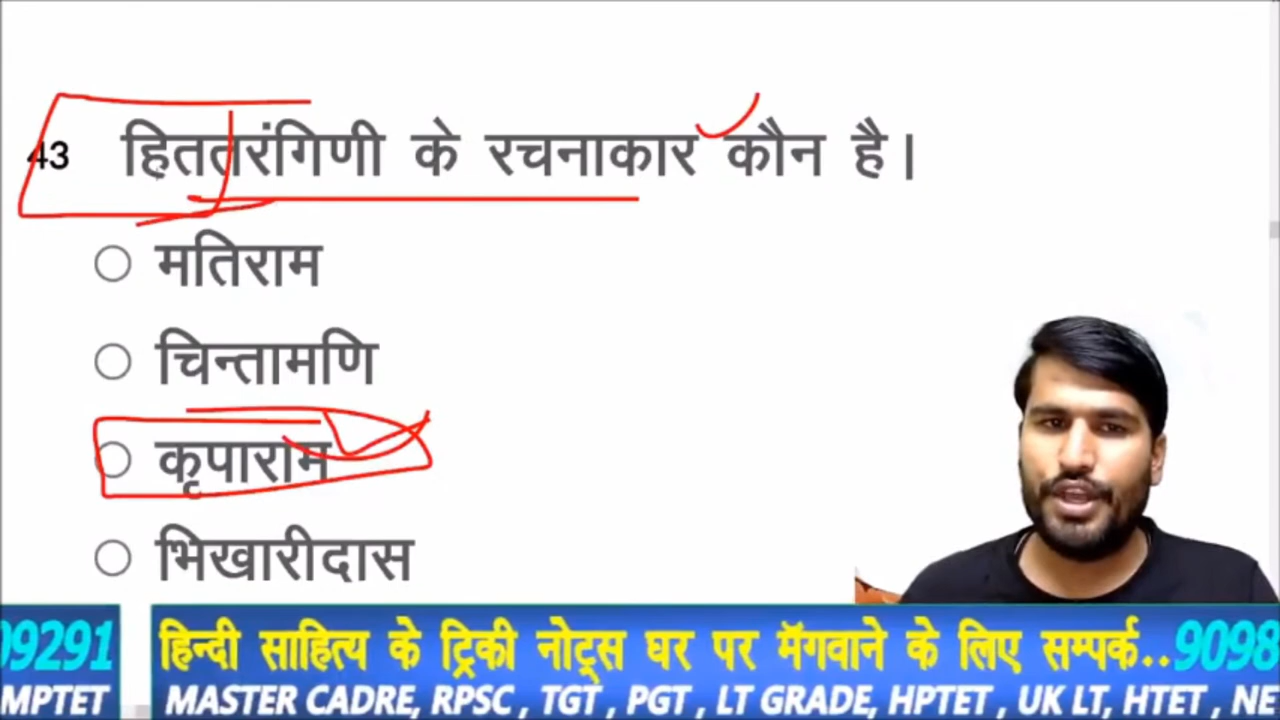 43 हिततरंगिणी के रचनाकार कौन है।
मतिराम
चिन्तामणि
कृपाराम
भिखारीदास
09291 हिन्दी साहित्य के ट्रिकी नोट्स घर पर मॅगवाने के लिए सम्पर्क..9098
MPTET MASTER CADRE, RPSC , TGT , PGT , LT GRADE, HPTET , UK LT, HTET , NE